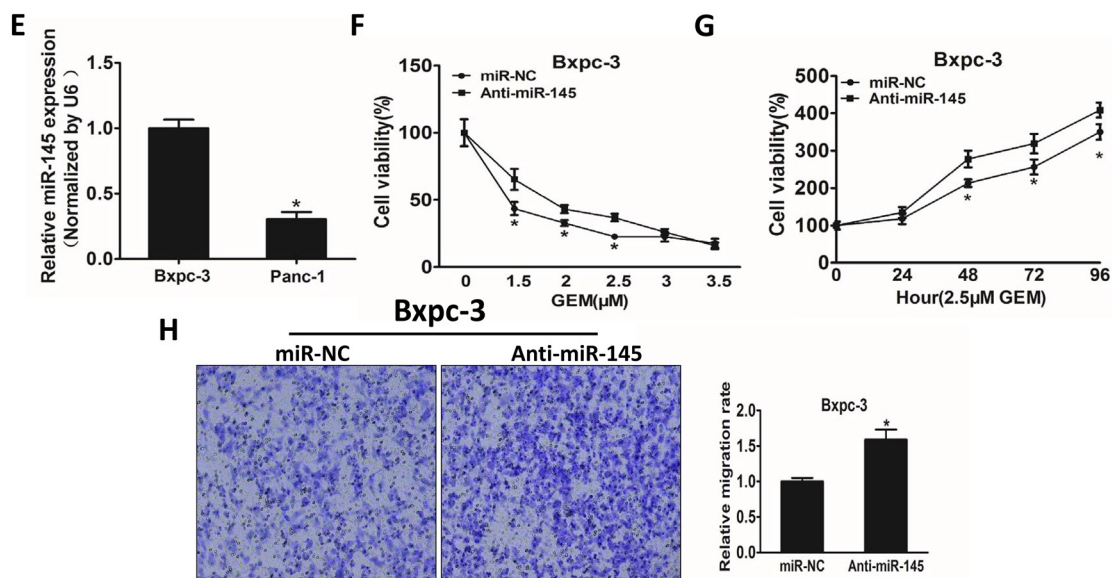 E
Relative miR-145 expression
(Normalized by U6 )
1.5
1.0
0.5
0.0
*
Bxpc-3 Panc-1
F
Bxpc-3
miR-NC
Anti-miR-145
Cell viability(%)
150
100
50
0
* * *
0 1.5 2 2.5 3 3.5
GEM(µM)
G
Bxpc-3
miR-NC
Anti-miR-145
Cell viability(%)
500
400
300
200
100
0
* * *
0 24 48 72 96
Hour(2.5µM GEM)
H
Bxpc-3
miR-NC Anti-miR-145
Relative migration rate
Bxpc-3
2.0
1.5
1.0
0.5
0.0
*
miR-NC Anti-miR-145